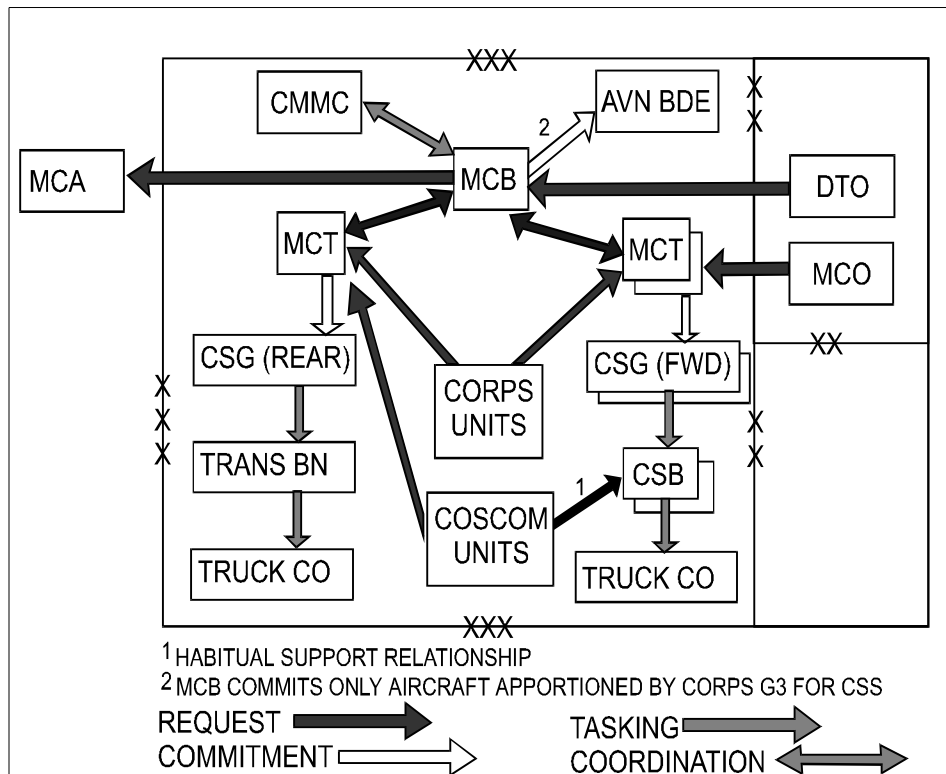 XXX
CMMC
AVN BDE
X
X
2
MCA
MCB
DTO
MCT
MCT
MCO
CSG (REAR)
CSG (FWD)
XX
CORPS
UNITS
X
X
X
X
X
TRANS BN
CSB
1
COSCOM
UNITS
TRUCK CO
TRUCK CO
XXX
1 HABITUAL SUPPORT RELATIONSHIP
2 MCB COMMITS ONLY AIRCRAFT APPORTIONED BY CORPS G3 FOR CSS
REQUEST
TASKING
COMMITMENT
COORDINATION